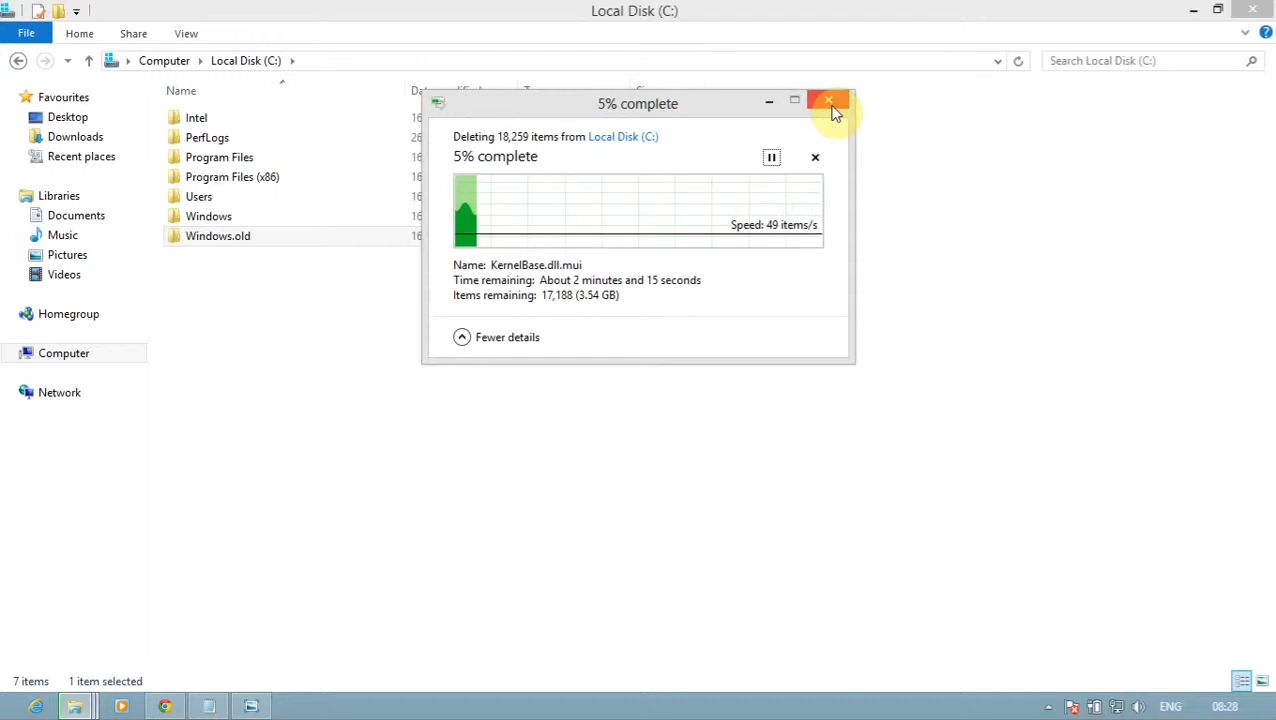 Local Disk (C:)
File Home Share View
Computer Local Disk (C:) Search Local Disk (C:)
Favourites
Desktop
Downloads
Recent places
Libraries
Documents
Music
Pictures
Videos
Homegroup
Computer
Network
Name
Intel
PerfLogs
Program Files
Program Files (x86)
Users
Windows
Windows.old
5% complete
Deleting 18,259 items from Local Disk (C:)
5% complete
Speed: 49 items/s
Name: KernelBase.dll.mui
Time remaining: About 2 minutes and 15 seconds
Items remaining: 17,188 (3.54 GB)
Fewer details
7 items 1 item selected
ENG 08:28